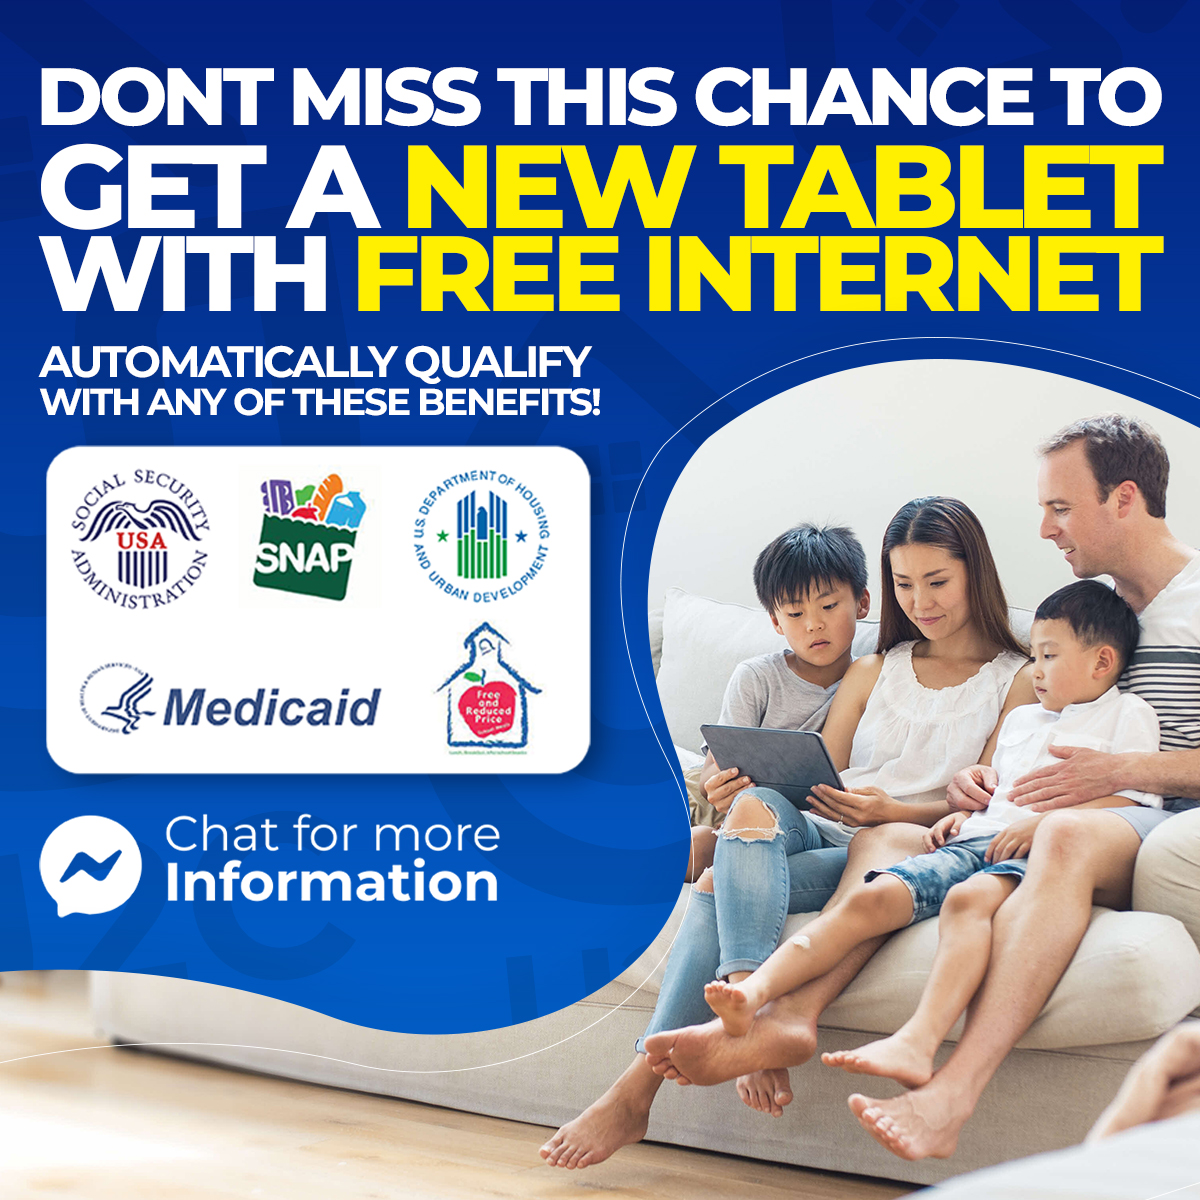 DONT MISS THIS CHANCE TO
GET A NEW TABLET
WITH FREE INTERNET
AUTOMATICALLY QUALIFY
WITH ANY OF THESE BENEFITS!
SOCIAL SECURITY
USA
ADMINISTRATION
SNAP
U.S. DEPARTMENT OF HOUSING
AND URBAN DEVELOPMENT
Medicaid
Free
and
Reduced
Price
School Meals
Chat for more
Information